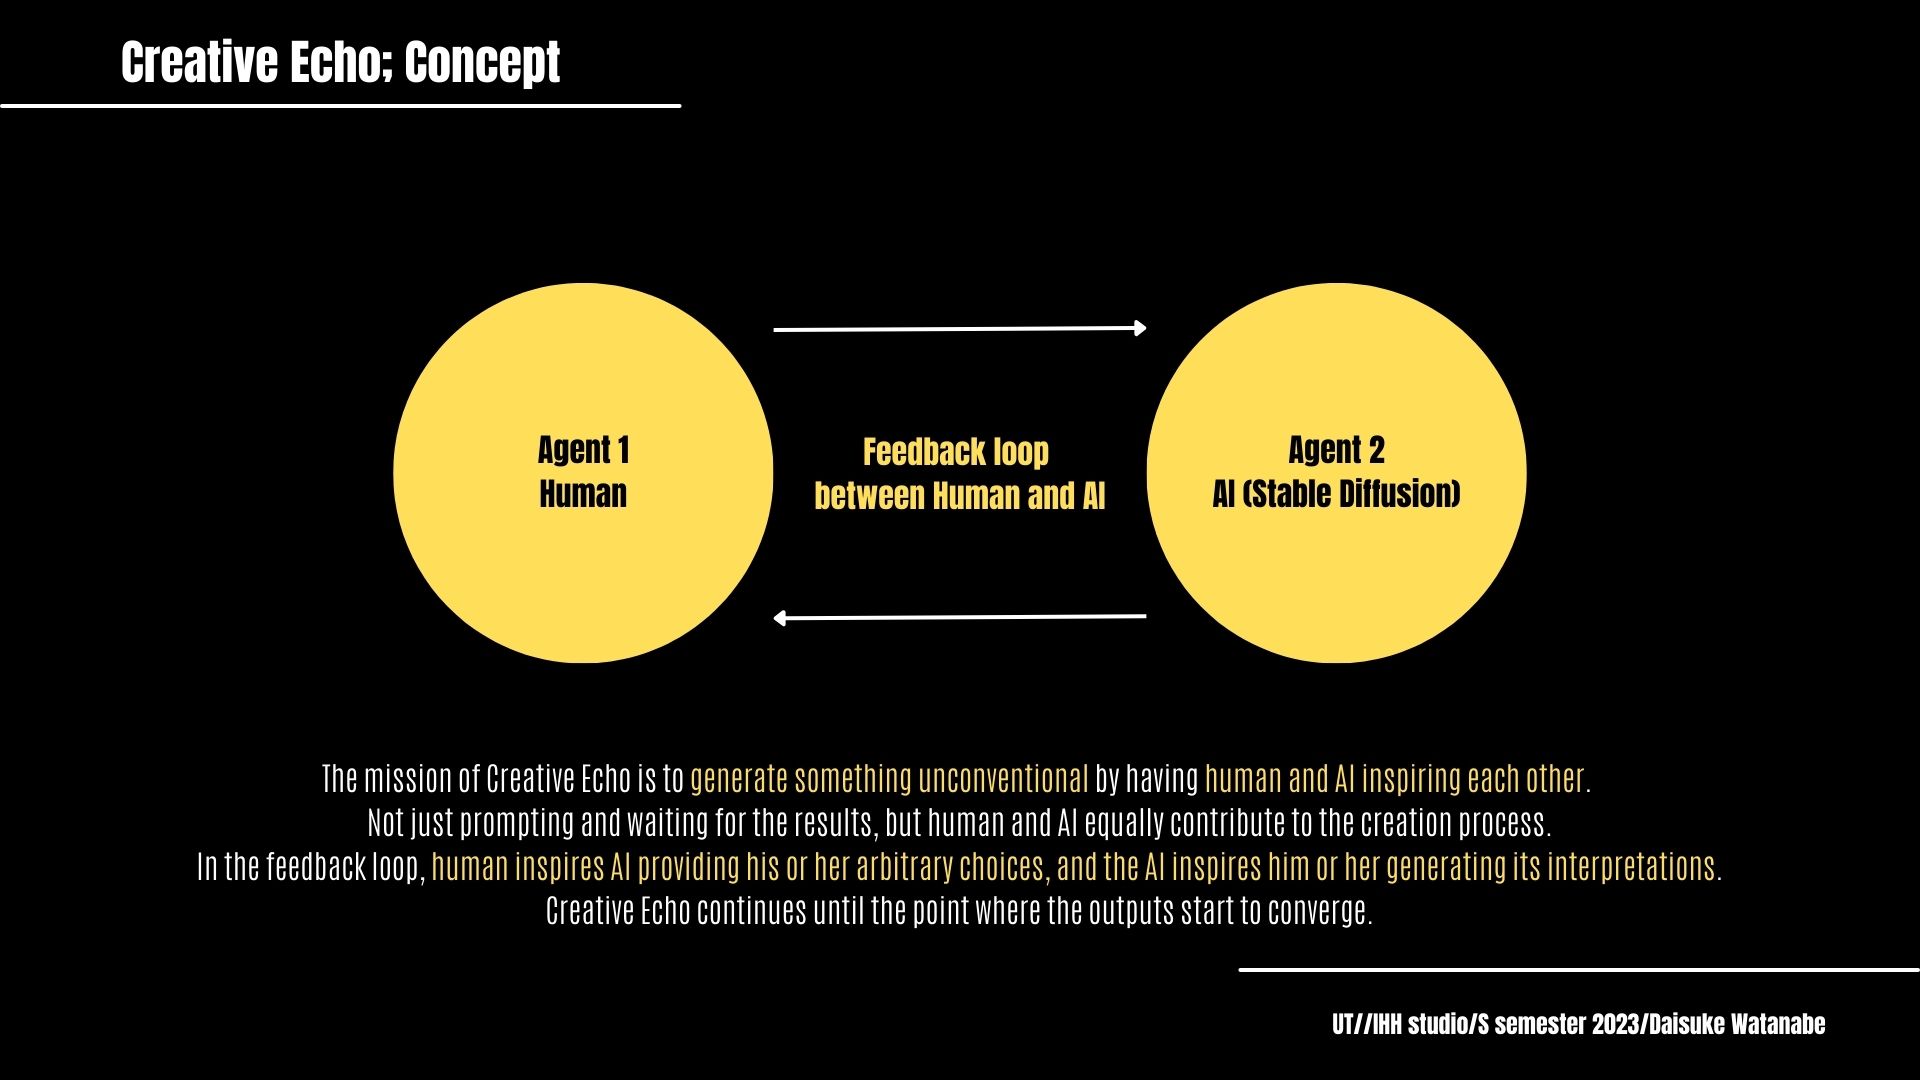 Creative Echo; Concept
Agent 1
Human
Feedback loop
between Human and AI
Agent 2
AI (Stable Diffusion)
The mission of Creative Echo is to generate something unconventional by having human and AI inspiring each other.
Not just prompting and waiting for the results, but human and AI equally contribute to the creation process.
In the feedback loop, human inspires AI providing his or her arbitrary choices, and the AI inspires him or her generating its interpretations.
Creative Echo continues until the point where the outputs start to converge.
UT//IHH studio/S semester 2023/Daisuke Watanabe